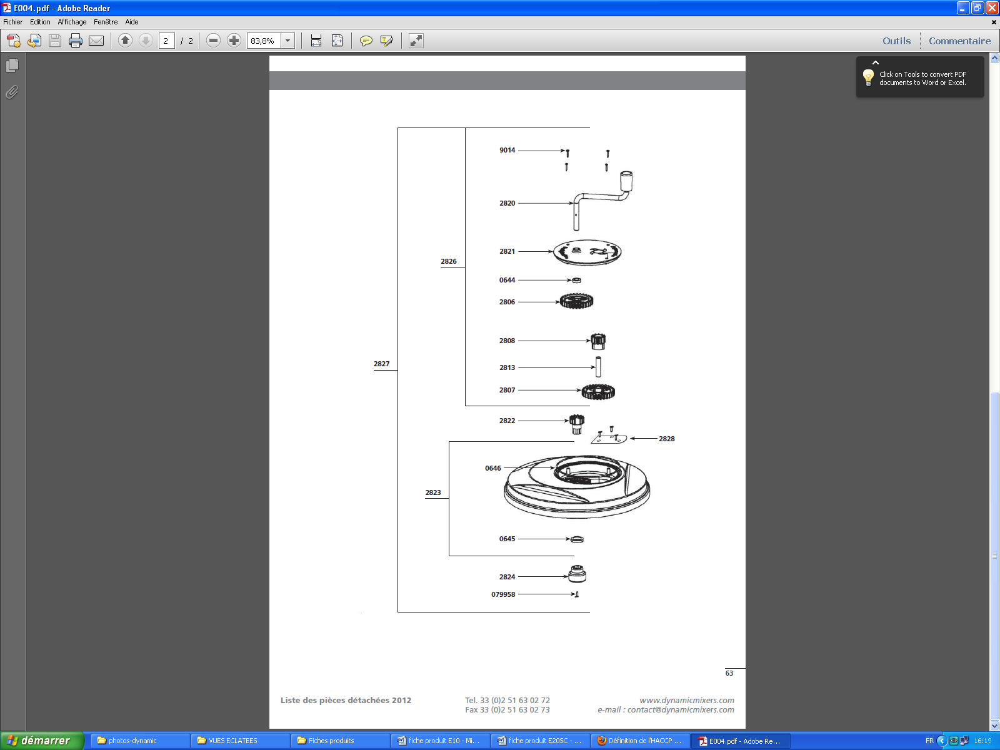 E004.pdf - Adobe Reader
Fichier Edition Affichage Fenêtre Aide
2 / 2 83,8% Outils Commentaire
Click on Tools to convert PDF
documents to Word or Excel.
9014
2820
2821
2826
0644
2806
2808
2827
2813
2807
2822
2828
0646
2823
0645
2824
079958
63
Liste des pièces détachées 2012 Tel. 33 (0)2 51 63 02 72 www.dynamicmixers.com
Fax 33 (0)2 51 63 02 73 e-mail : contact@dynamicmixers.com
démarrer photos-dynamic VUES ECLATEES Fiches produits fiche produit E10 - Mi... fiche produit E20SC - ... Définition de l'HACCP ... E004.pdf - Adobe Re... FR 16:19